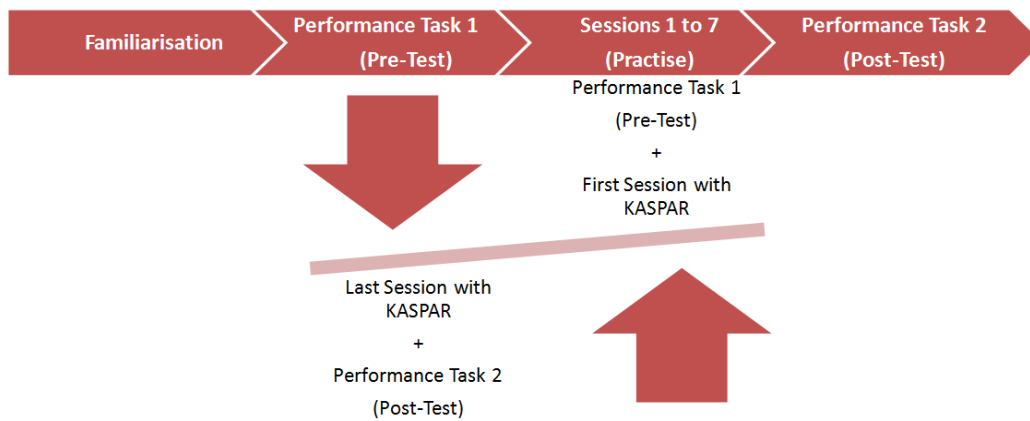 Familiarisation
Performance Task 1
(Pre-Test)
Sessions 1 to 7
(Practise)
Performance Task 2
(Post-Test)
Performance Task 1
(Pre-Test)
+
First Session with
KASPAR
Last Session with
KASPAR
+
Performance Task 2
(Post-Test)